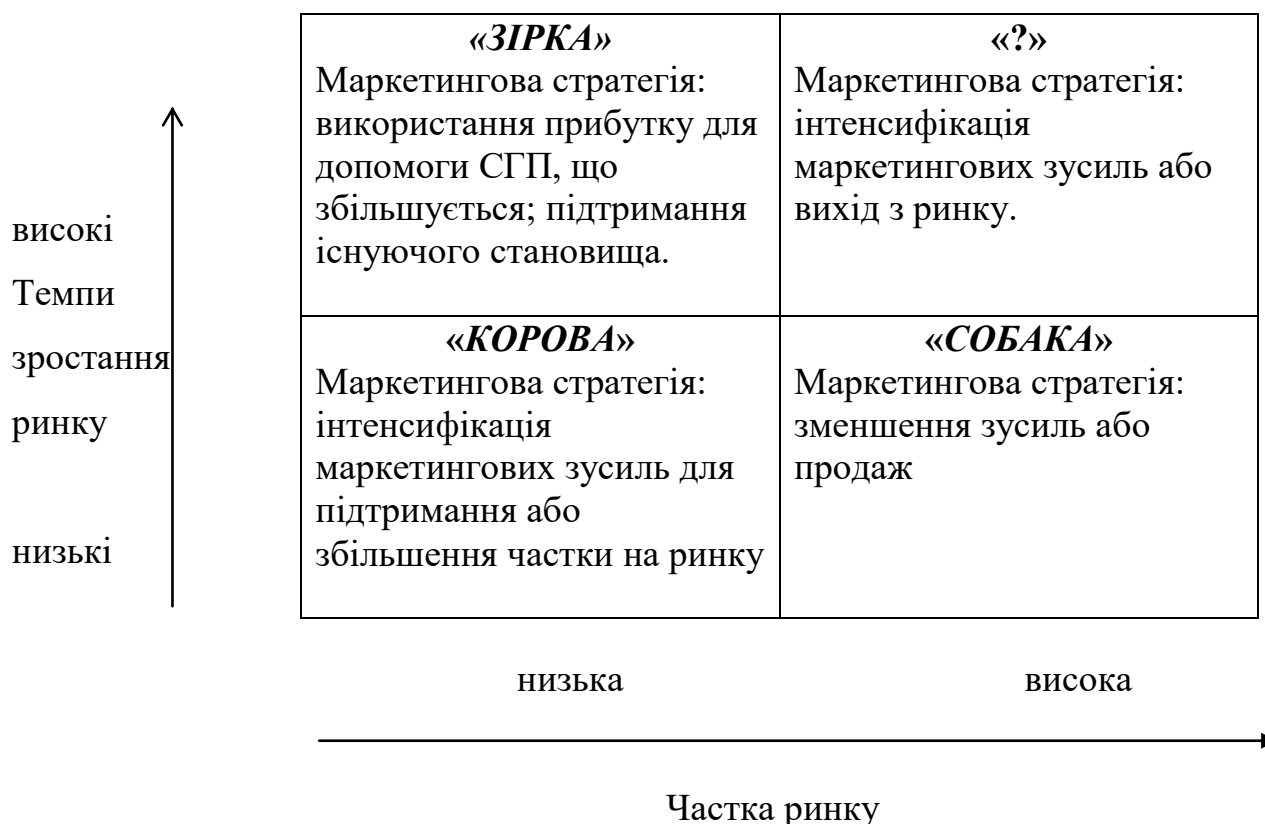 «ЗІРКА»
Маркетингова стратегія:
використання прибутку для
допомоги СГП, що
збільшується; підтримання
існуючого становища.
«?»
Маркетингова стратегія:
інтенсифікація
маркетингових зусиль або
вихід з ринку.
високі
Темпи
зростання
ринку
низькі
«КОРОВА»
Маркетингова стратегія:
інтенсифікація
маркетингових зусиль для
підтримання або
збільшення частки на ринку
«СОБАКА»
Маркетингова стратегія:
зменшення зусиль або
продаж
низька
висока
Частка ринку